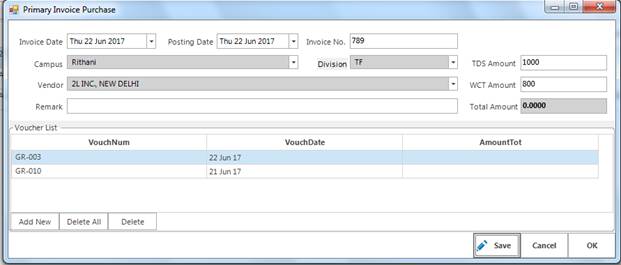 Primary Invoice Purchase
Invoice Date Thu 22 Jun 2017 Posting Date Thu 22 Jun 2017 Invoice No. 789
Campus Rithani Division TF TDS Amount 1000
Vendor 2L INC., NEW DELHI WCT Amount 800
Remark Total Amount 0.0000
Voucher List
VouchNum VouchDate AmountTot
GR-003 22 Jun 17
GR-010 21 Jun 17
Add New Delete All Delete
Save Cancel OK